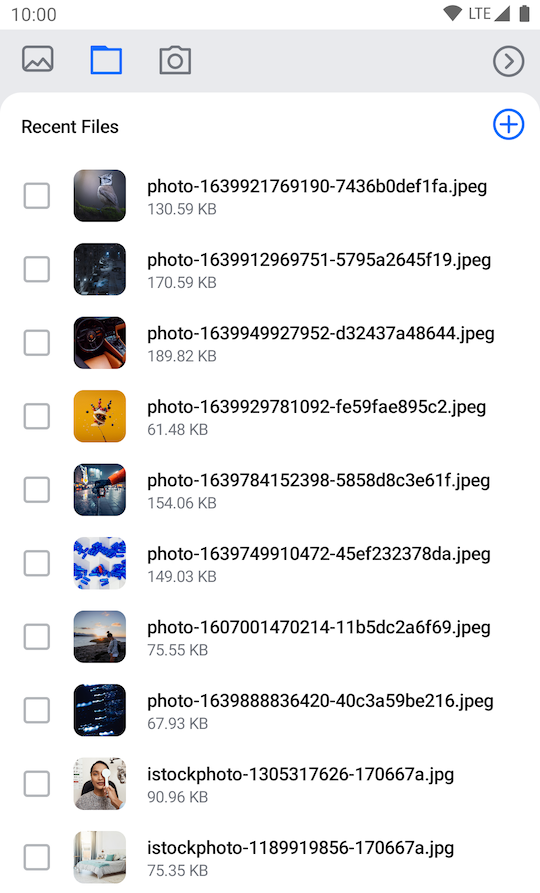 10:00 LTE
Recent Files
photo-1639921769190-7436b0def1fa.jpeg
130.59 KB
photo-1639912969751-5795a2645f19.jpeg
170.59 KB
photo-1639949927952-d32437a48644.jpeg
189.82 KB
photo-1639929781092-fe59fae895c2.jpeg
61.48 KB
photo-1639784152398-5858d8c3e61f.jpeg
154.06 KB
photo-1639749910472-45ef232378da.jpeg
149.03 KB
photo-1607001470214-11b5dc2a6f69.jpeg
75.55 KB
photo-1639888836420-40c3a59be216.jpeg
67.93 KB
istockphoto-1305317626-170667a.jpg
90.96 KB
istockphoto-1189919856-170667a.jpg
75.35 KB